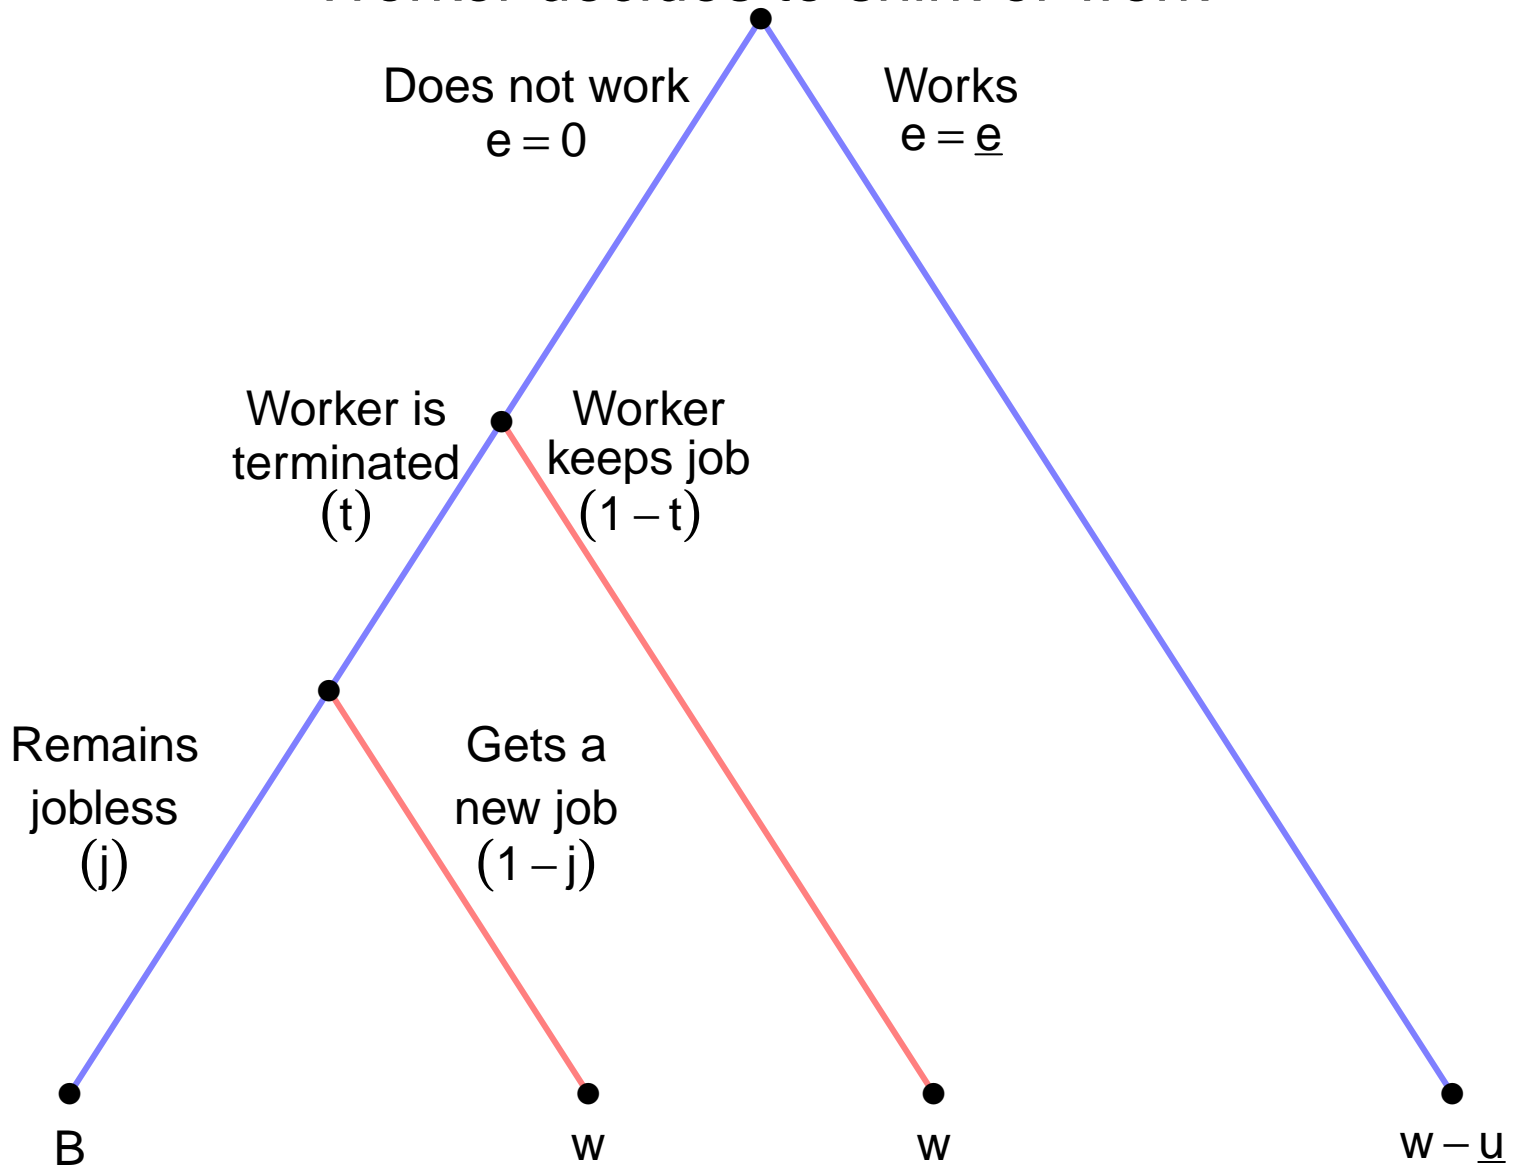 Does not work
e = 0
Works
e = e
Worker is
terminated
(t)
Worker
keeps job
(1 – t)
Remains
jobless
(j)
Gets a
new job
(1 – j)
B
w
w
w – u